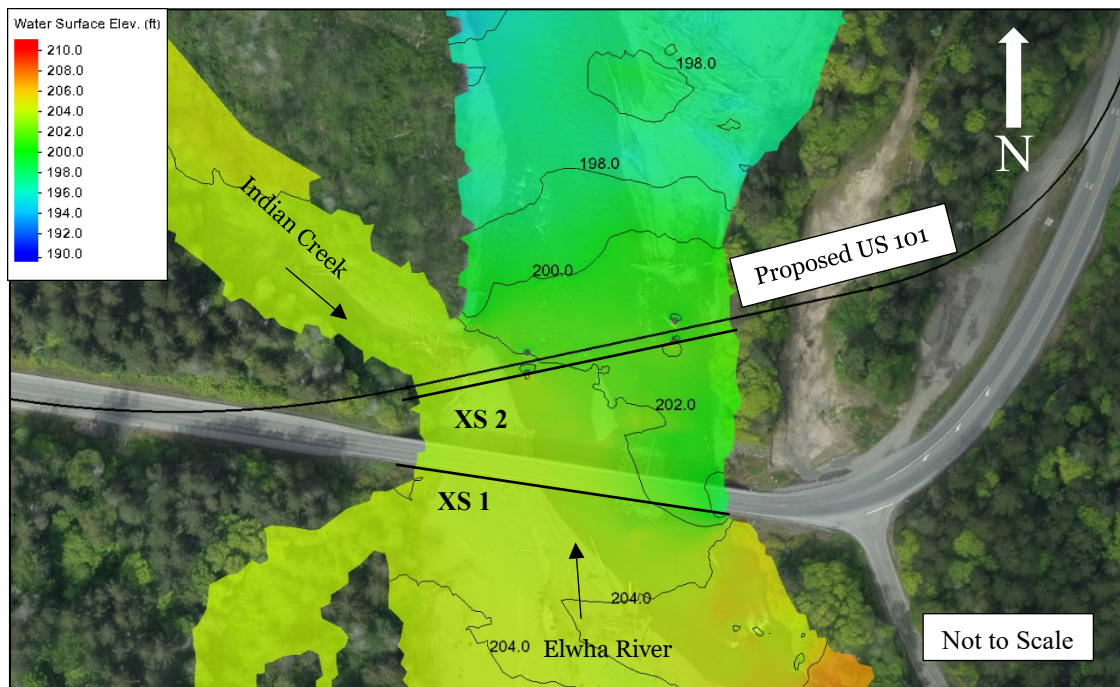 Water Surface Elev. (ft)
210.0
208.0
206.0
204.0
202.0
200.0
198.0
196.0
194.0
192.0
190.0
198.0
198.0
N
Indian Creek
200.0
Proposed US 101
202.0
XS 2
XS 1
204.0
204.0
Elwha River
Not to Scale